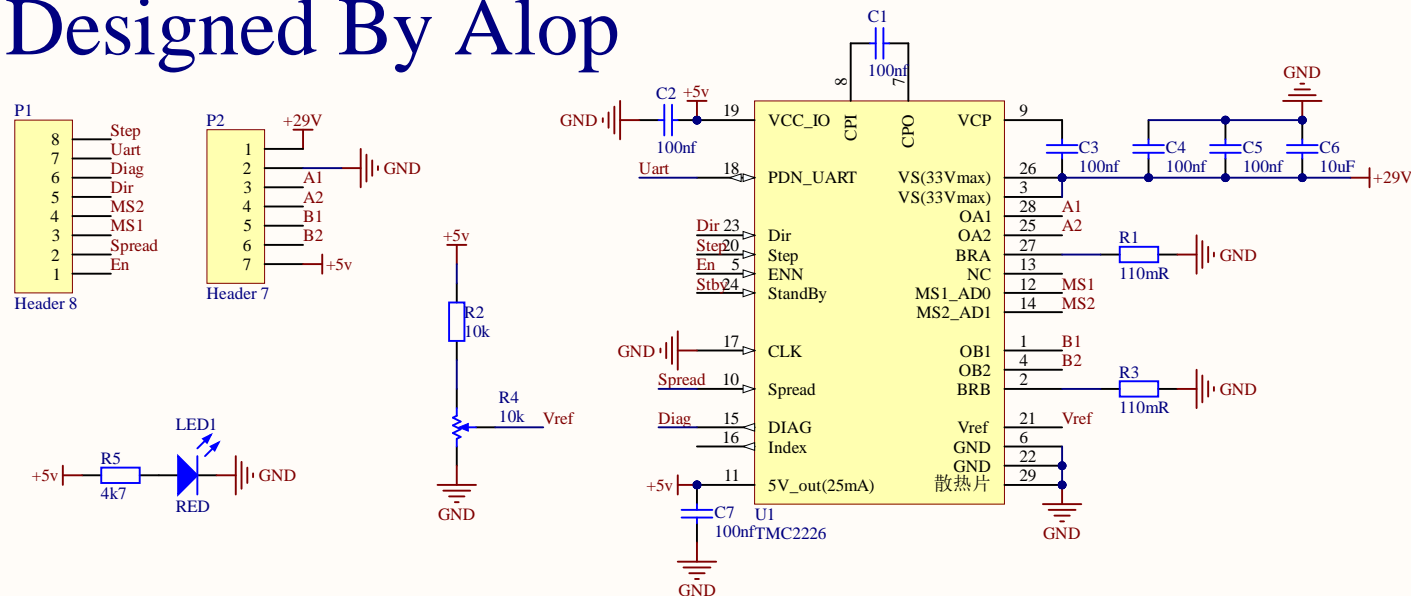 Designed By Alop
P1
8 Step
7 Uart
6 Diag
5 Dir
4 MS2
3 MS1
2 Spread
1 En
Header 8
P2
+29V
1
2 GND
3 A1
4 A2
5 B1
6 B2
7 +5v
Header 7
+5v
R2
10k
R4
10k
Vref
GND
LED1
+5v
R5
4k7
RED
GND
C1
100nf
8
7
CPI
CPO
GND
C2
100nf
+5v
19 VCC_IO
Uart 18 PDN_UART
Dir 23 Dir
Step 20 Step
En 5 ENN
Stby 24 StandBy
GND 17 CLK
Spread 10 Spread
Diag 15 DIAG
16 Index
+5v 11 5V_out(25mA)
C7
100nf
GND
U1
TMC2226
VCP 9
VS(33Vmax) 26
VS(33Vmax) 3
OA1 28 A1
OA2 25 A2
BRA 27
NC 13
MS1_AD0 12 MS1
MS2_AD1 14 MS2
OB1 1 B1
OB2 4 B2
BRB 2
Vref 21 Vref
GND 6
GND 22
散热片 29
GND
R1
110mR
GND
R3
110mR
GND
GND
C3
100nf
C4
100nf
C5
100nf
C6
10uF
+29V